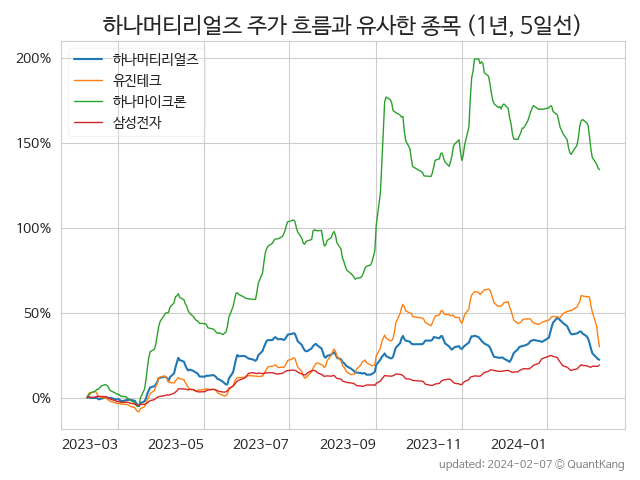 하나머티리얼즈 주가 흐름과 유사한 종목 (1년, 5일선)
200%
150%
100%
50%
0%
하나머티리얼즈
유진테크
하나마이크론
삼성전자
2023-03 2023-05 2023-07 2023-09 2023-11 2024-01
updated: 2024-02-07 © QuantKang